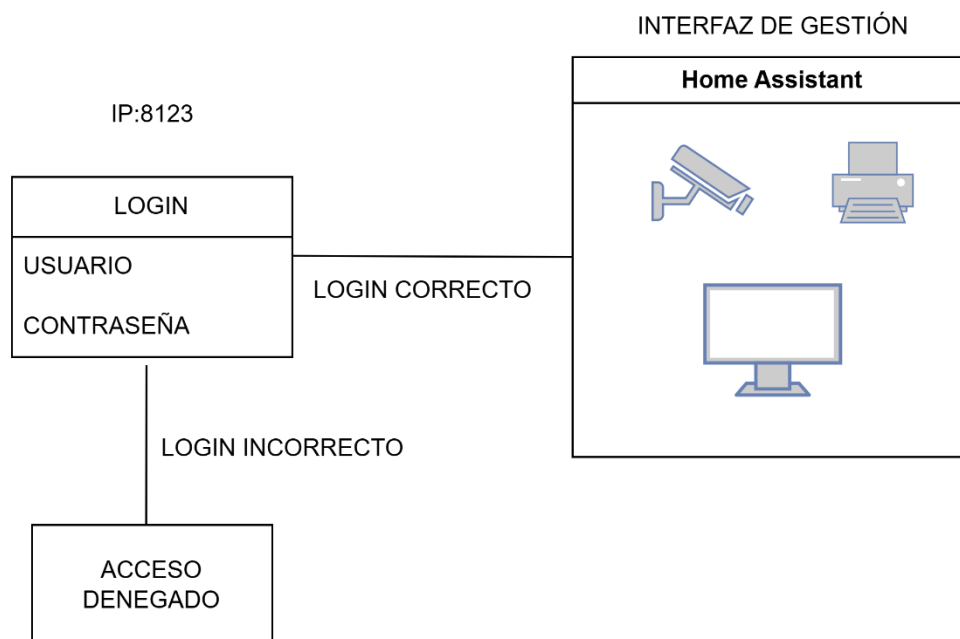 INTERFAZ DE GESTIÓN
Home Assistant
IP:8123
LOGIN
USUARIO
CONTRASEÑA
LOGIN CORRECTO
LOGIN INCORRECTO
ACCESO
DENEGADO